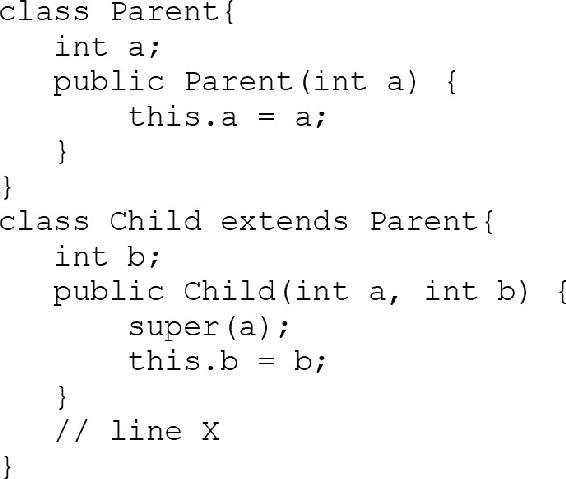 class Parent{
   int a;
   public Parent(int a) {
       this.a = a;
   }
}
class Child extends Parent{
   int b;
   public Child(int a, int b) {
       super(a);
       this.b = b;
   }
   // line X
}